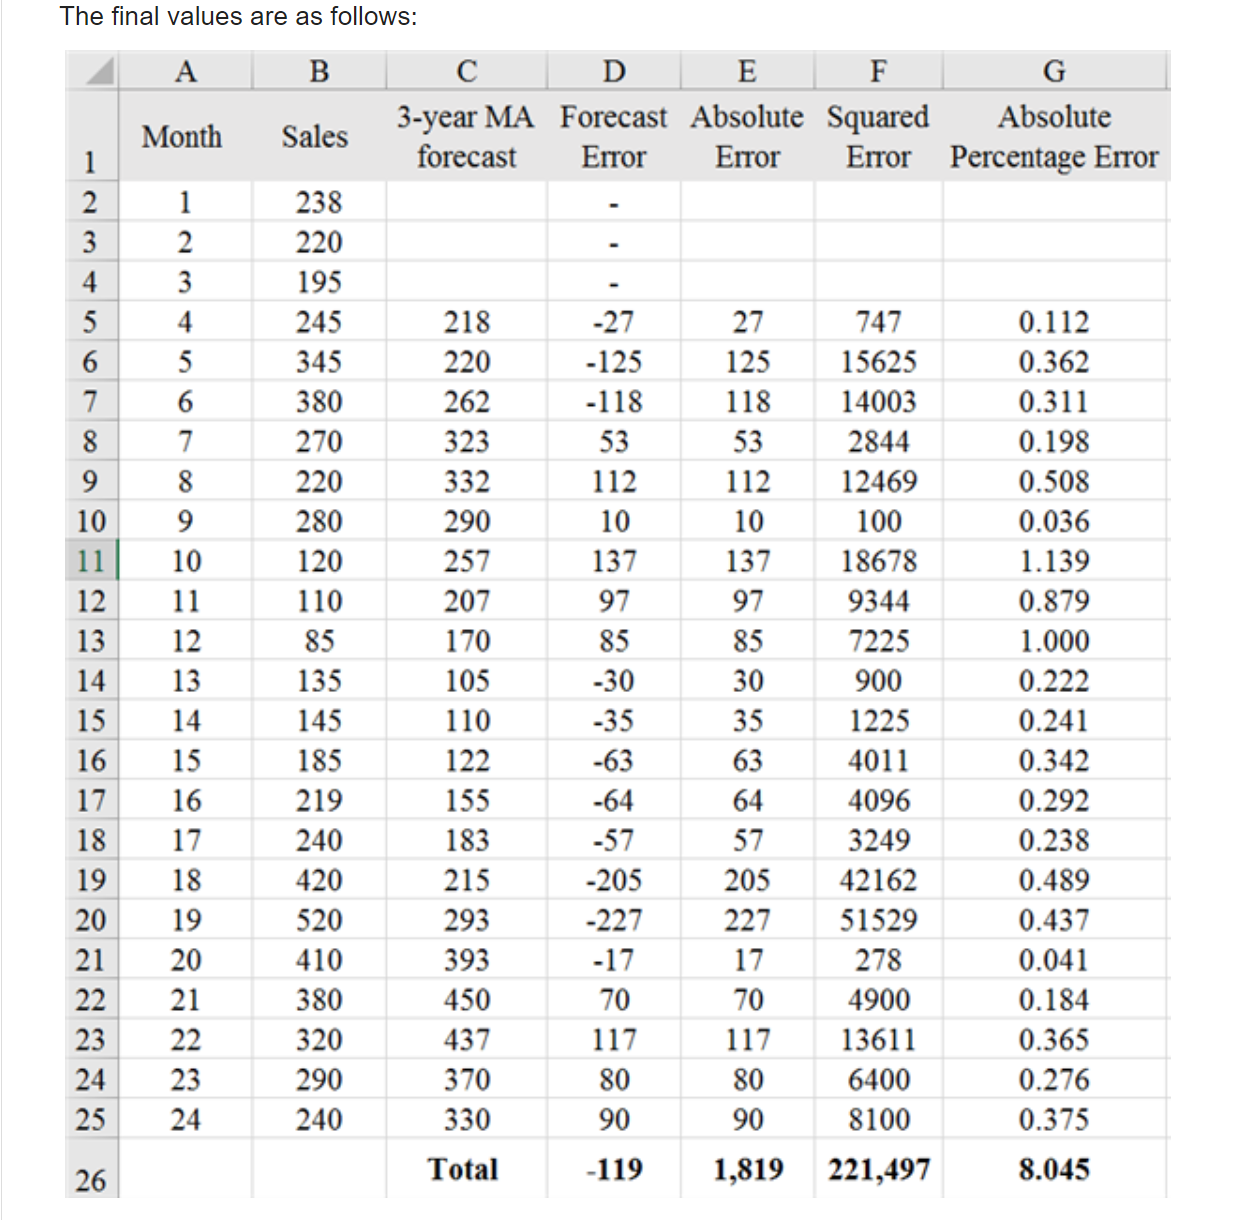 The final values are as follows:
A B C D E F G
1 Month Sales 3-year MA forecast Forecast Error Absolute Error Squared Error Absolute Percentage Error
2 1 238 -
3 2 220 -
4 3 195 -
5 4 245 218 -27 27 747 0.112
6 5 345 220 -125 125 15625 0.362
7 6 380 262 -118 118 14003 0.311
8 7 270 323 53 53 2844 0.198
9 8 220 332 112 112 12469 0.508
10 9 280 290 10 10 100 0.036
11 10 120 257 137 137 18678 1.139
12 11 110 207 97 97 9344 0.879
13 12 85 170 85 85 7225 1.000
14 13 135 105 -30 30 900 0.222
15 14 145 110 -35 35 1225 0.241
16 15 185 122 -63 63 4011 0.342
17 16 219 155 -64 64 4096 0.292
18 17 240 183 -57 57 3249 0.238
19 18 420 215 -205 205 42162 0.489
20 19 520 293 -227 227 51529 0.437
21 20 410 393 -17 17 278 0.041
22 21 380 450 70 70 4900 0.184
23 22 320 437 117 117 13611 0.365
24 23 290 370 80 80 6400 0.276
25 24 240 330 90 90 8100 0.375
26 Total -119 1,819 221,497 8.045